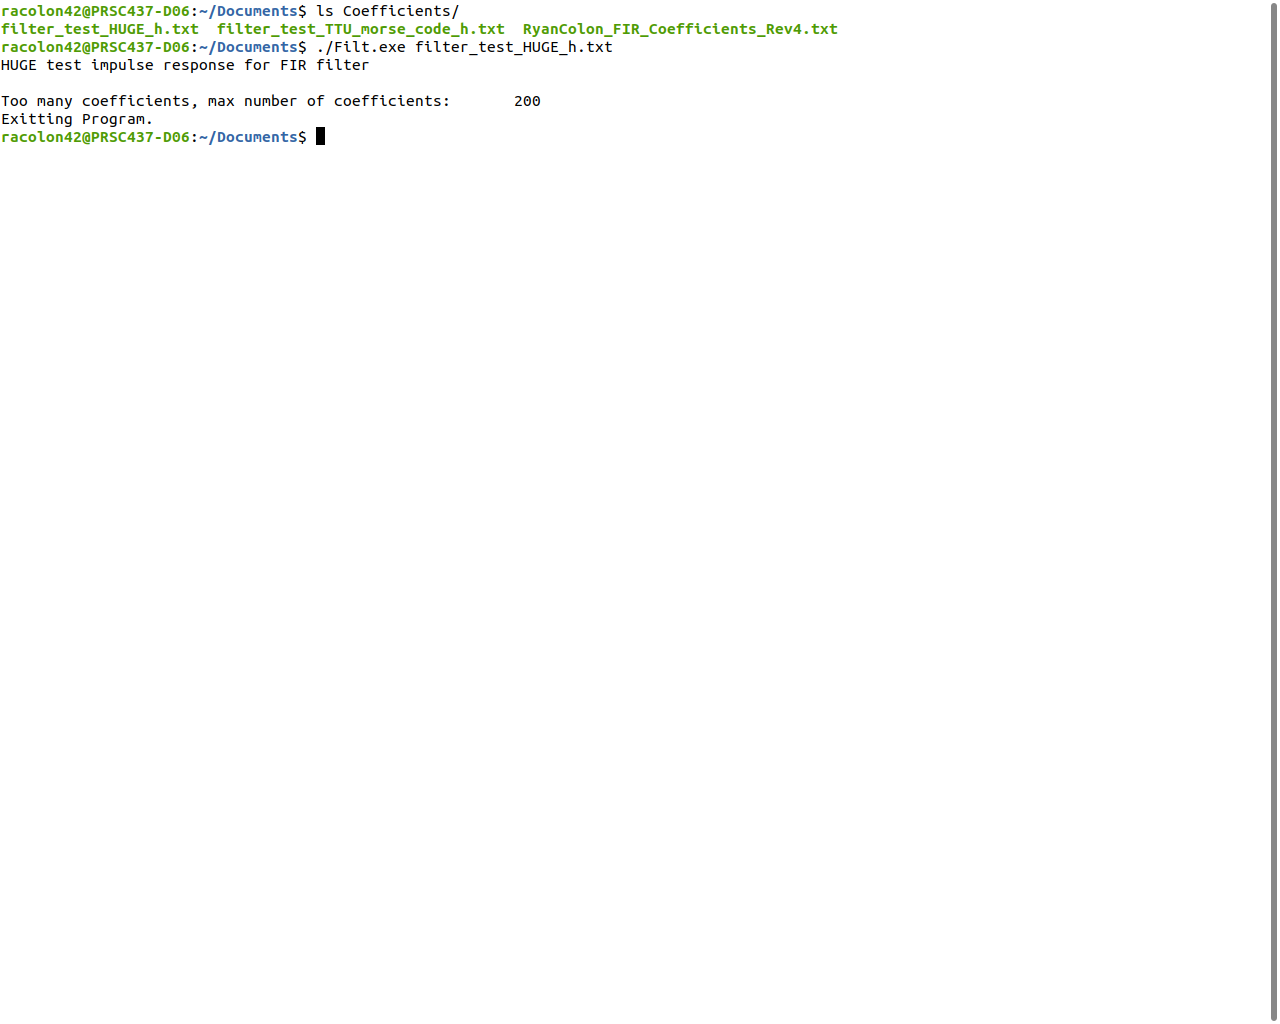 racolon42@PRSC437-D06:~/Documents$ ls Coefficients/
filter_test_HUGE_h.txt  filter_test_TTU_morse_code_h.txt  RyanColon_FIR_Coefficients_Rev4.txt
racolon42@PRSC437-D06:~/Documents$ ./Filt.exe filter_test_HUGE_h.txt
HUGE test impulse response for FIR filter
Too many coefficients, max number of coefficients:       200
Exitting Program.
racolon42@PRSC437-D06:~/Documents$